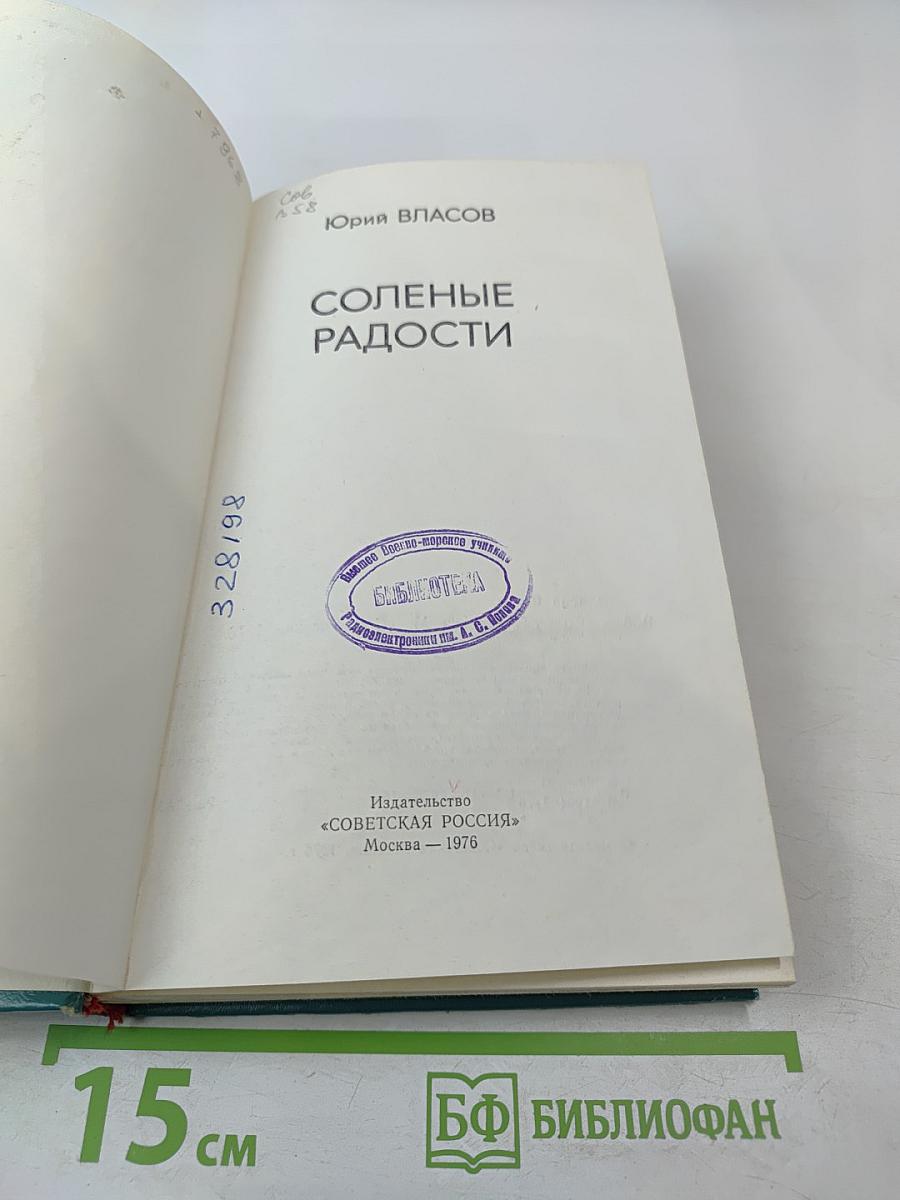 Сов
Юрий ВЛАСОВ
СОЛЕНЫЕ
РАДОСТИ
328198
Высшее Военно-морское училище
БИБЛИОТЕКА
Радиоэлектроники им. А. С. Попова
Издательство
«СОВЕТСКАЯ РОССИЯ»
Москва — 1976
15 см
БФ БИБЛИОФАН